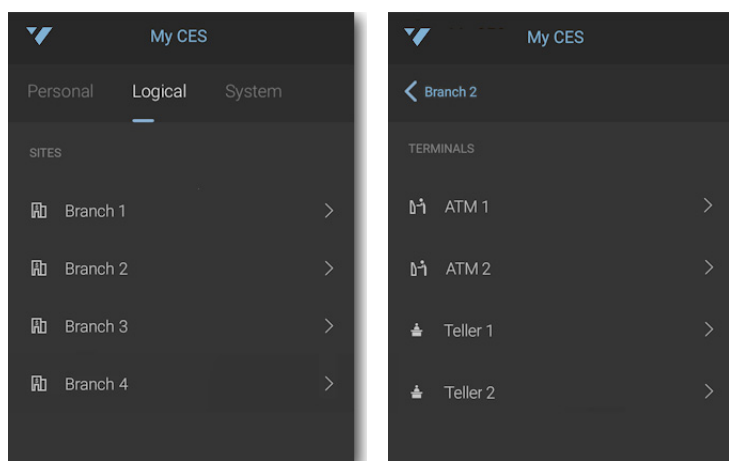 My CES
Personal Logical System
SITES
Branch 1
Branch 2
Branch 3
Branch 4
My CES
Branch 2
TERMINALS
ATM 1
ATM 2
Teller 1
Teller 2